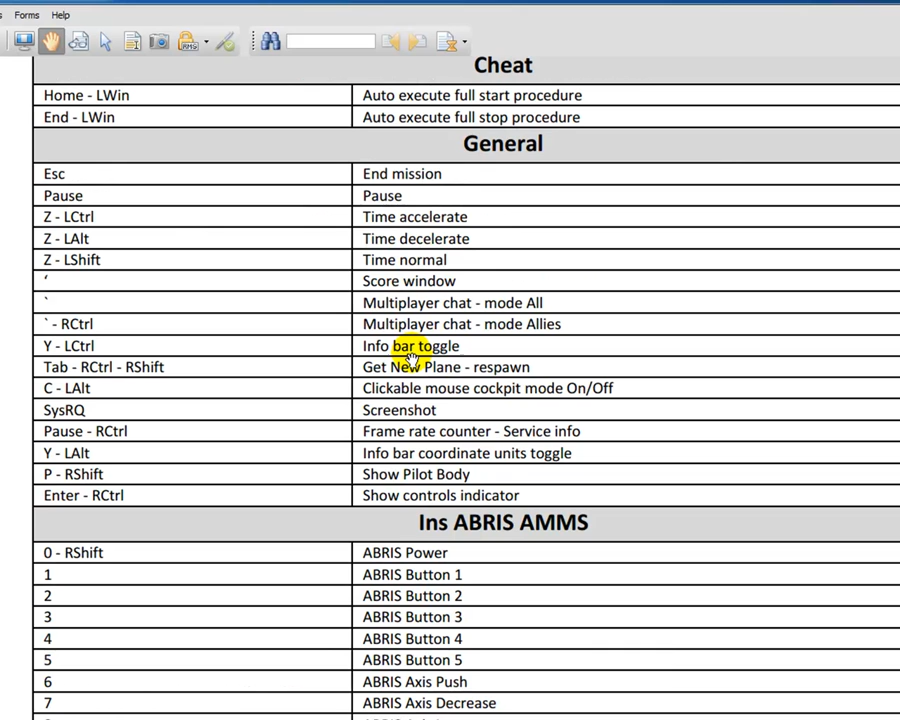 Forms Help
RMS
Cheat
Home - LWin Auto execute full start procedure
End - LWin Auto execute full stop procedure
General
Esc End mission
Pause Pause
Z - LCtrl Time accelerate
Z - LAlt Time decelerate
Z - LShift Time normal
‘ Score window
` Multiplayer chat - mode All
` - RCtrl Multiplayer chat - mode Allies
Y - LCtrl Info bar toggle
Tab - RCtrl - RShift Get New Plane - respawn
C - LAlt Clickable mouse cockpit mode On/Off
SysRQ Screenshot
Pause - RCtrl Frame rate counter - Service info
Y - LAlt Info bar coordinate units toggle
P - RShift Show Pilot Body
Enter - RCtrl Show controls indicator
Ins ABRIS AMMS
0 - RShift ABRIS Power
1 ABRIS Button 1
2 ABRIS Button 2
3 ABRIS Button 3
4 ABRIS Button 4
5 ABRIS Button 5
6 ABRIS Axis Push
7 ABRIS Axis Decrease